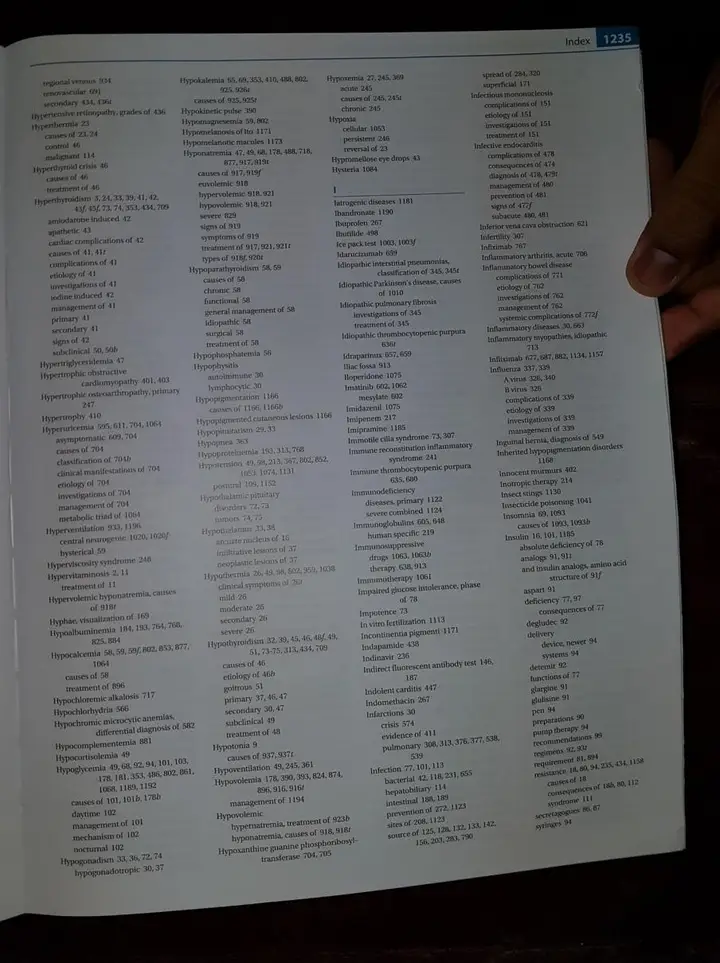 Index 1235
regional venous 934
renovascular 691
secondary 434, 436t
Hypertensive retinopathy, grades of 436
Hyperthermia 23
causes of 23, 24
control 46
malignant 114
Hyperthyroid crisis 46
causes of 46
treatment of 46
Hyperthyroidism 3, 24, 33, 39, 41, 42,
43f, 45f, 73, 74, 353, 434, 709
amiodarone induced 42
apathetic 43
cardiac complications of 42
causes of 41, 41t
complications of 41
etiology of 41
investigations of 41
iodine induced 42
management of 41
primary 41
secondary 41
signs of 42
subclinical 50, 50b
Hypertriglyceridemia 47
Hypertrophic obstructive
cardiomyopathy 401, 403
Hypertrophic osteoarthropathy, primary
247
Hypertrophy 410
Hyperuricemia 595, 611, 704, 1064
asymptomatic 609, 704
causes of 704
classification of 704b
clinical manifestations of 704
etiology of 704
investigations of 704
management of 704
metabolic triad of 1064
Hyperventilation 933, 1196
central neurogenic 1020, 1020f
hysterical 59
Hyperviscosity syndrome 248
Hypervitaminosis 2, 11
treatment of 11
Hypervolemic hyponatremia, causes
of 918t
Hyphae, visualization of 169
Hypoalbuminemia 184, 193, 764, 768,
825, 884
Hypocalcemia 58, 59, 59f, 802, 853, 877,
1064
causes of 58
treatment of 896
Hypochloremic alkalosis 717
Hypochlorhydria 566
Hypochromic microcytic anemias,
differential diagnosis of 582
Hypocomplementemia 881
Hypocortisolemia 49
Hypoglycemia 49, 68, 92, 94, 101, 103,
178, 181, 353, 486, 802, 861,
1068, 1189, 1192
causes of 101, 101b, 178b
daytime 102
management of 101
mechanism of 102
nocturnal 102
Hypogonadism 33, 36, 72, 74
hypogonadotropic 30, 37
Hypokalemia 65, 69, 353, 410, 488, 802,
925, 926t
causes of 925, 925t
Hypokinetic pulse 390
Hypomagnesemia 59, 802
Hypomelanosis of Ito 1171
Hypomelanotic macules 1173
Hyponatremia 47, 49, 68, 178, 488, 718,
877, 917, 919t
causes of 917, 919f
euvolemic 918
hypervolemic 918, 921
hypovolemic 918, 921
severe 829
signs of 919
symptoms of 919
treatment of 917, 921, 921t
types of 918f, 920t
Hypoparathyroidism 58, 59
causes of 58
chronic 58
functional 58
general management of 58
idiopathic 58
surgical 58
treatment of 58
Hypophosphatemia 56
Hypophysitis
autoimmune 36
lymphocytic 30
Hypopigmentation 1166
causes of 1166, 1166b
Hypopigmented cutaneous lesions 1166
Hypopituitarism 29, 33
Hypopnea 363
Hypoproteinemia 192, 313, 768
Hypotension 49, 98, 213, 367, 802, 852,
1053, 1074, 1131
postural 109, 1152
Hypothalamic pituitary
disorders 72, 73
tumors 74, 75
Hypothalamus 33, 38
arcuate nucleus of 16
infiltrative lesions of 37
neoplastic lesions of 37
Hypothermia 26, 49, 98, 802, 959, 1038
clinical symptoms of 26t
mild 26
moderate 26
secondary 26
severe 26
Hypothyroidism 32, 39, 45, 46, 48f, 49,
51, 73-75, 313, 434, 709
causes of 46
etiology of 46b
goitrous 51
primary 37, 46, 47
secondary 30, 47
subclinical 49
treatment of 48
Hypotonia 9
causes of 937, 937t
Hypoventilation 49, 245, 361
Hypovolemia 178, 390, 393, 824, 874,
896, 916, 916t
management of 1194
Hypovolemic
hypernatremia, treatment of 923b
hyponatremia, causes of 918, 918t
Hypoxanthine guanine phosphoribosyl-
transferase 704, 705
Hypoxemia 27, 245, 369
acute 245
causes of 245, 245t
chronic 245
Hypoxia
cellular 1053
persistent 246
reversal of 23
Hypromellose eye drops 43
Hysteria 1084
I
Iatrogenic diseases 1181
Ibandronate 1190
Ibuprofen 267
Ibutilide 498
Ice pack test 1003, 1003f
Idarucizumab 659
Idiopathic interstitial pneumonias,
classification of 345, 345t
Idiopathic Parkinson's disease, causes
of 1010
Idiopathic pulmonary fibrosis
investigations of 345
treatment of 345
Idiopathic thrombocytopenic purpura
636t
Idraparinux 657, 659
Iliac fossa 913
Iloperidone 1075
Imatinib 602, 1062
mesylate 602
Imidazenil 1075
Imipenem 217
Imipramine 1185
Immotile cilia syndrome 73, 307
Immune reconstitution inflammatory
syndrome 241
Immune thrombocytopenic purpura
635, 680
Immunodeficiency
diseases, primary 1122
severe combined 1124
Immunoglobulins 605, 648
human specific 219
Immunosuppressive
drugs 1063, 1063b
therapy 638, 913
Immunotherapy 1061
Impaired glucose intolerance, phase
of 78
Impotence 73
In vitro fertilization 1113
Incontinentia pigmenti 1171
Indapamide 438
Indinavir 236
Indirect fluorescent antibody test 146,
187
Indolent carditis 447
Indomethacin 267
Infarctions 30
crisis 574
evidence of 411
pulmonary 308, 313, 376, 377, 538,
539
Infection 77, 101, 113
bacterial 42, 118, 231, 655
hepatobiliary 114
intestinal 188, 189
prevention of 272, 1123
sites of 208, 1123
source of 125, 128, 132, 133, 142,
156, 203, 283, 790
spread of 284, 320
superficial 171
Infectious mononucleosis
complications of 151
etiology of 151
investigations of 151
treatment of 151
Infective endocarditis
complications of 478
consequences of 474
diagnosis of 478, 479t
management of 480
prevention of 481
signs of 477f
subacute 480, 481
Inferior vena cava obstruction 621
Infertility 307
Infliximab 767
Inflammatory arthritis, acute 706
Inflammatory bowel disease
complications of 771
etiology of 762
investigations of 762
management of 762
systemic complications of 772f
Inflammatory diseases 30, 663
Inflammatory myopathies, idiopathic
713
Infliximab 677, 687, 882, 1134, 1157
Influenza 337, 339
A virus 326, 340
B virus 326
complications of 339
etiology of 339
investigations of 339
management of 339
Inguinal hernia, diagnosis of 549
Inherited hypopigmentation disorders
1168
Innocent murmurs 402
Inotropic therapy 214
Insect stings 1130
Insecticide poisoning 1041
Insomnia 69, 1093
causes of 1093, 1093b
Insulin 16, 101, 1185
absolute deficiency of 78
analogs 91, 91t
and insulin analogs, amino acid
structure of 91f
aspart 91
deficiency 77, 97
consequences of 77
degludec 92
delivery
device, newer 94
systems 94
detemir 92
functions of 77
glargine 91
glulisine 91
pen 94
preparations 90
pump therapy 94
recommendations 99
regimens 92, 93t
requirement 81, 894
resistance 18, 80, 94, 235, 434, 1158
causes of 18
consequences of 18b, 80, 112
syndrome 111
secretagogues 86, 87
syringes 94